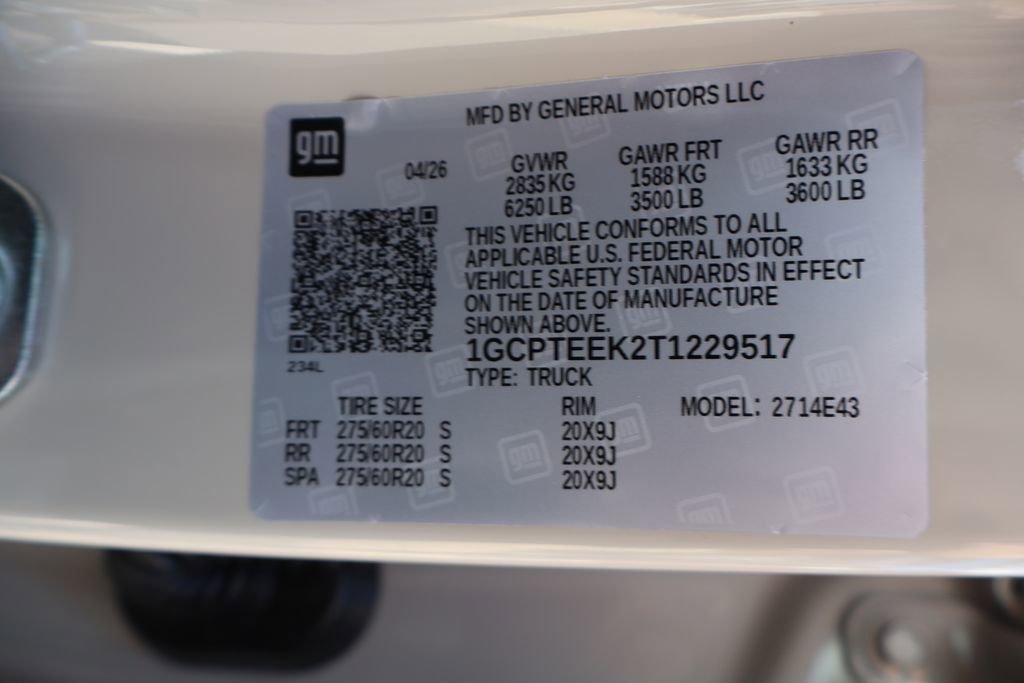 MFD BY GENERAL MOTORS LLC
gm
04/26
GVWR GAWR FRT GAWR RR
2835 KG 1588 KG 1633 KG
6250 LB 3500 LB 3600 LB
THIS VEHICLE CONFORMS TO ALL
APPLICABLE U.S. FEDERAL MOTOR
VEHICLE SAFETY STANDARDS IN EFFECT
ON THE DATE OF MANUFACTURE
SHOWN ABOVE.
1GCPTEEK2T1229517
234L
TYPE: TRUCK
TIRE SIZE RIM MODEL: 2714E43
FRT 275/60R20 S 20X9J
RR 275/60R20 S 20X9J
SPA 275/60R20 S 20X9J